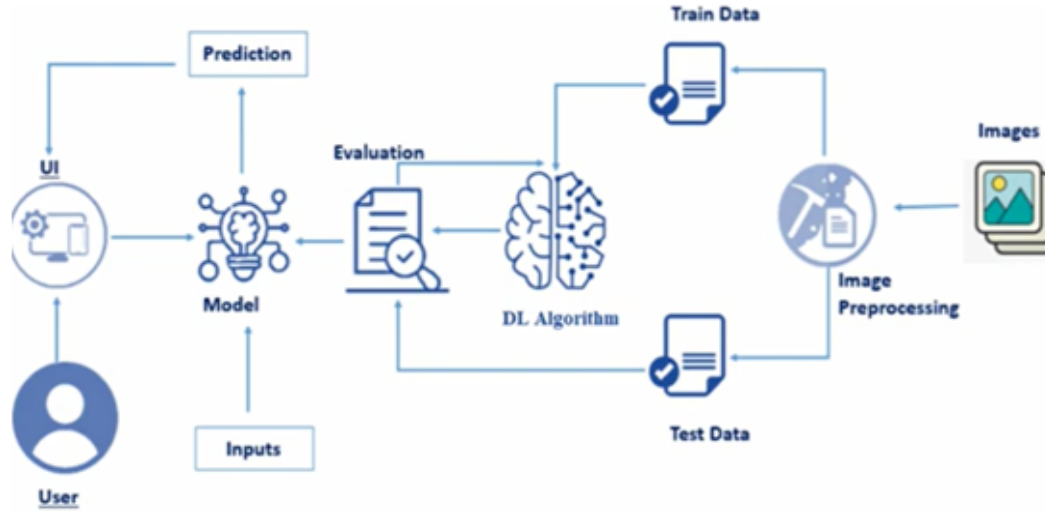 Train Data
Prediction
Images
Evaluation
UI
Model
Image
Preprocessing
DL Algorithm
Inputs
Test Data
User